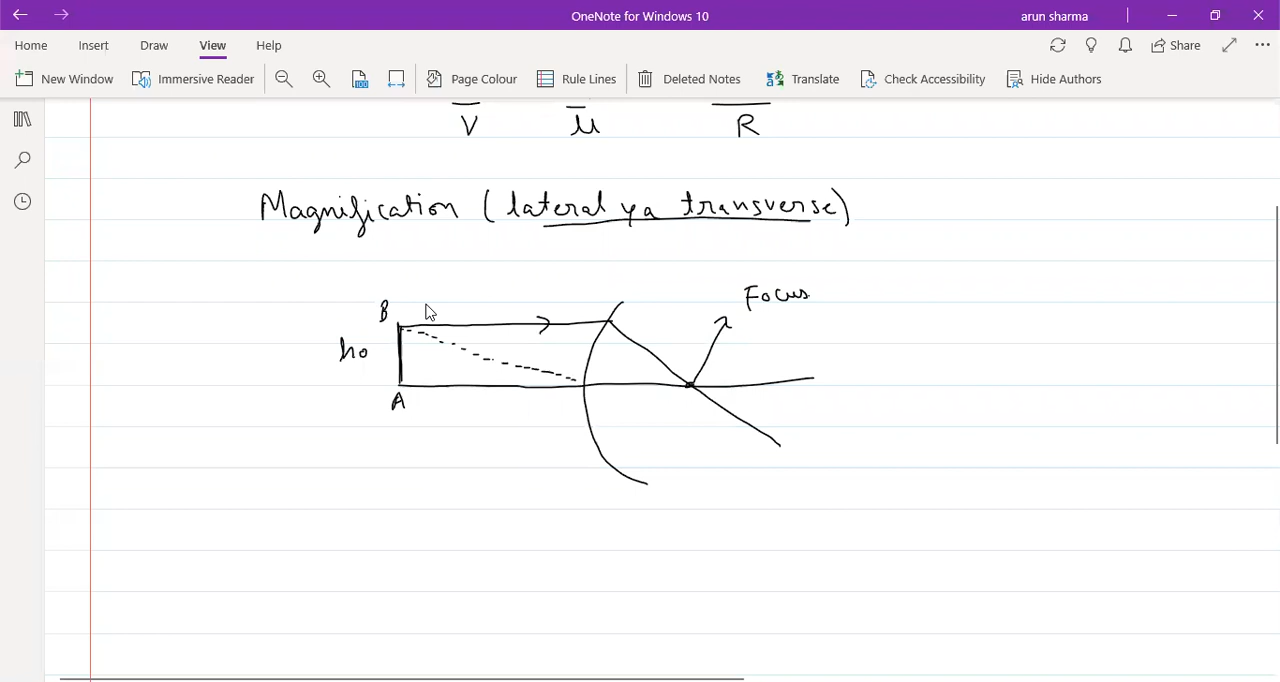 OneNote for Windows 10
arun sharma
Home Insert Draw View Help
Share
New Window Immersive Reader Page Colour Rule Lines Deleted Notes Translate Check Accessibility Hide Authors
V μ R
Magnification (lateral ya transverse)
Focus
B
ho
A